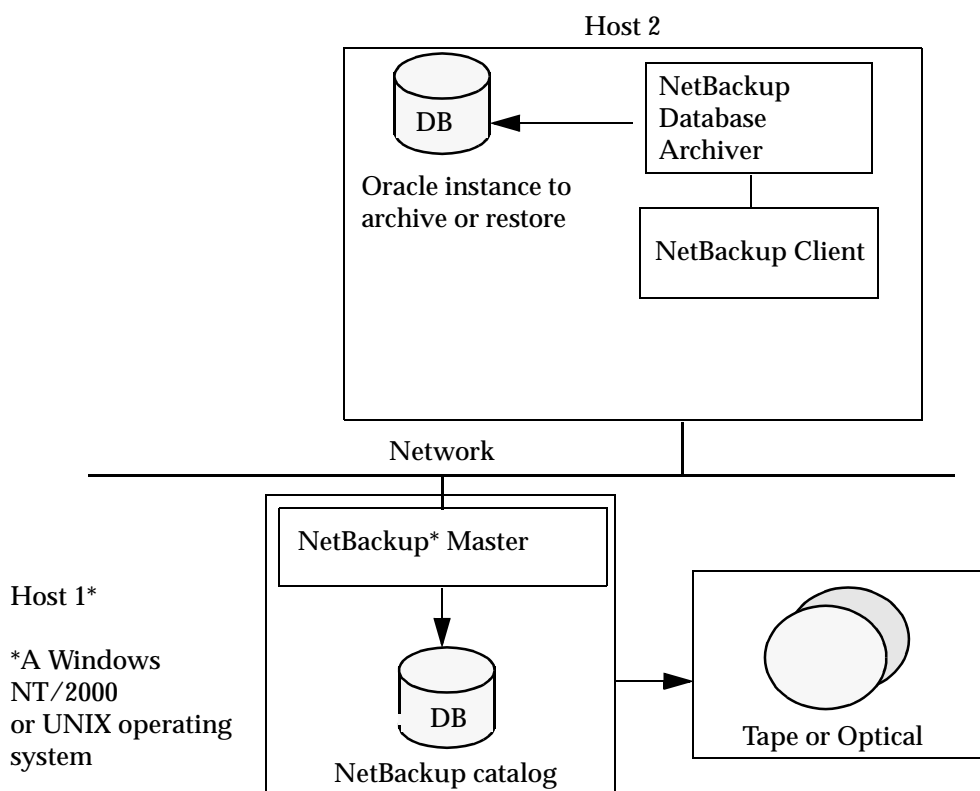 Host 2
NetBackup
Database
Archiver
DB
Oracle instance to
archive or restore
NetBackup Client
Network
NetBackup* Master
Host 1*
*A Windows
NT/2000
or UNIX operating
system
DB
NetBackup catalog
Tape or Optical